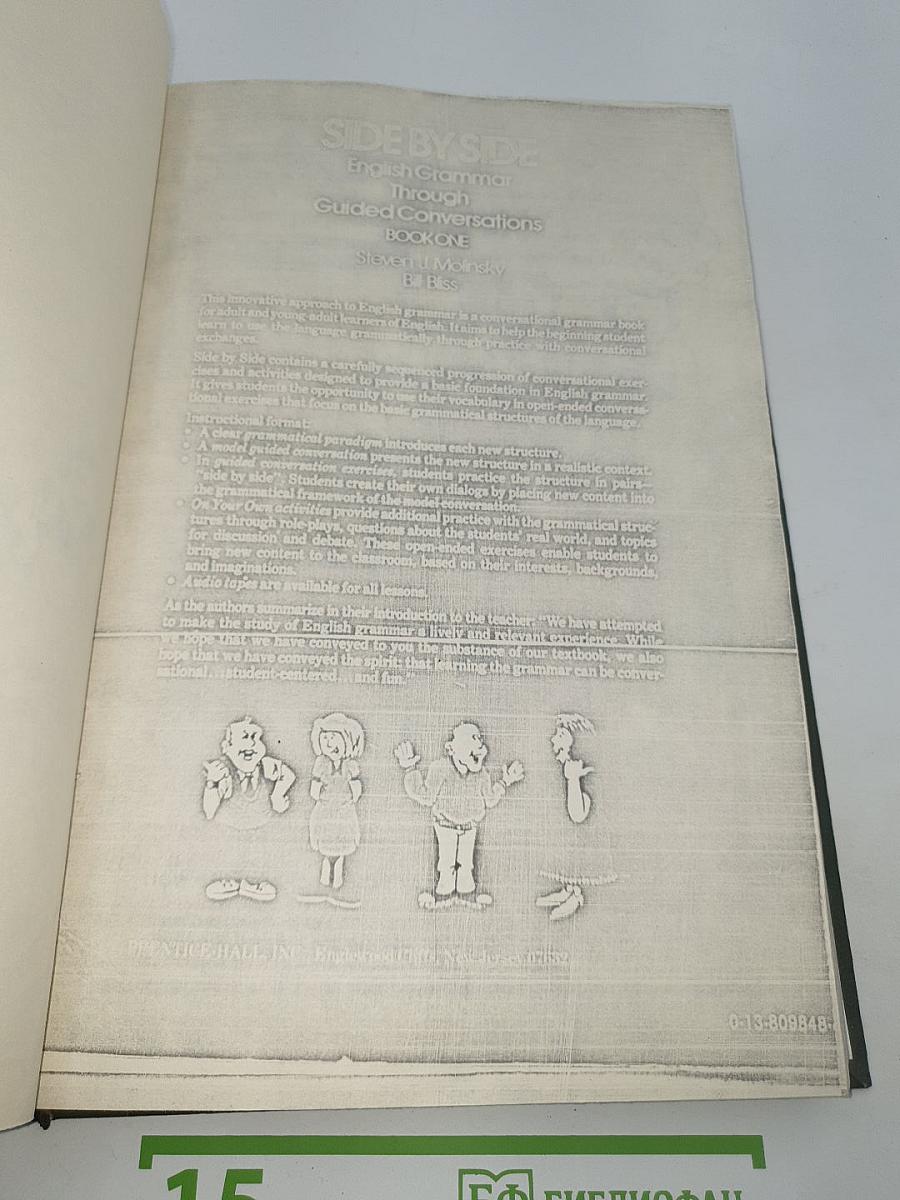 SIDE BY SIDE
English Grammar
Through
Guided Conversations
BOOK ONE
Steven J. Molinsky
Bill Bliss
This innovative approach to English grammar is a conversational grammar book
for adult and young-adult learners of English. It aims to help the beginning student
learn to use the language grammatically through practice with conversational
exchanges.
Side by Side contains a carefully sequenced progression of conversational exer-
cises and activities designed to provide a basic foundation in English grammar.
It gives students the opportunity to use their vocabulary in open-ended conversa-
tional exercises that focus on the basic grammatical structures of the language.
Instructional format:
• A clear grammatical paradigm introduces each new structure.
• A model guided conversation presents the new structure in a realistic context.
• In guided conversation exercises, students practice the structure in pairs—
"side by side". Students create their own dialogs by placing new content into
the grammatical framework of the model conversation.
• On Your Own activities provide additional practice with the grammatical struc-
tures through role-plays, questions about the students' real world, and topics
for discussion and debate. These open-ended exercises enable students to
bring new content to the classroom, based on their interests, backgrounds,
and imaginations.
• Audio tapes are available for all lessons.
As the authors summarize in their introduction to the teacher: "We have attempted
to make the study of English grammar a lively and relevant experience. While
we hope that we have conveyed to you the substance of our textbook, we also
hope that we have conveyed the spirit: that learning the grammar can be conver-
sational...student-centered...and fun."
PRENTICE-HALL, INC., Englewood Cliffs, New Jersey 07632
0-13-809848-
15
БФ БИБЛИОФАН